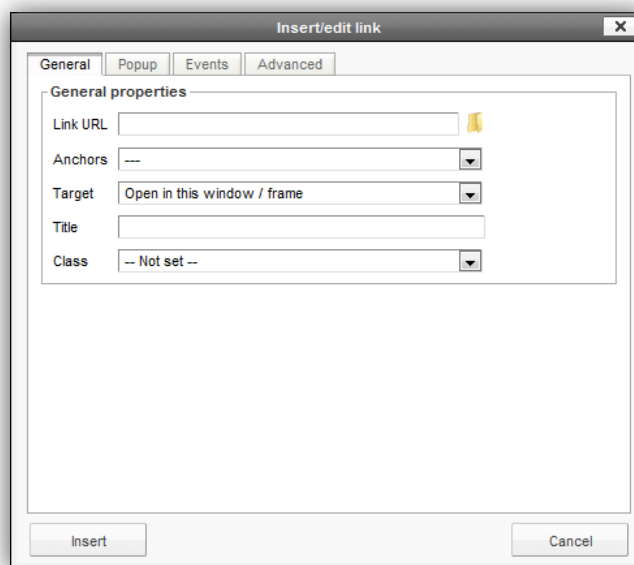 Insert/edit link
X
General Popup Events Advanced
General properties
Link URL
Anchors ---
Target Open in this window / frame
Title
Class -- Not set --
Insert Cancel